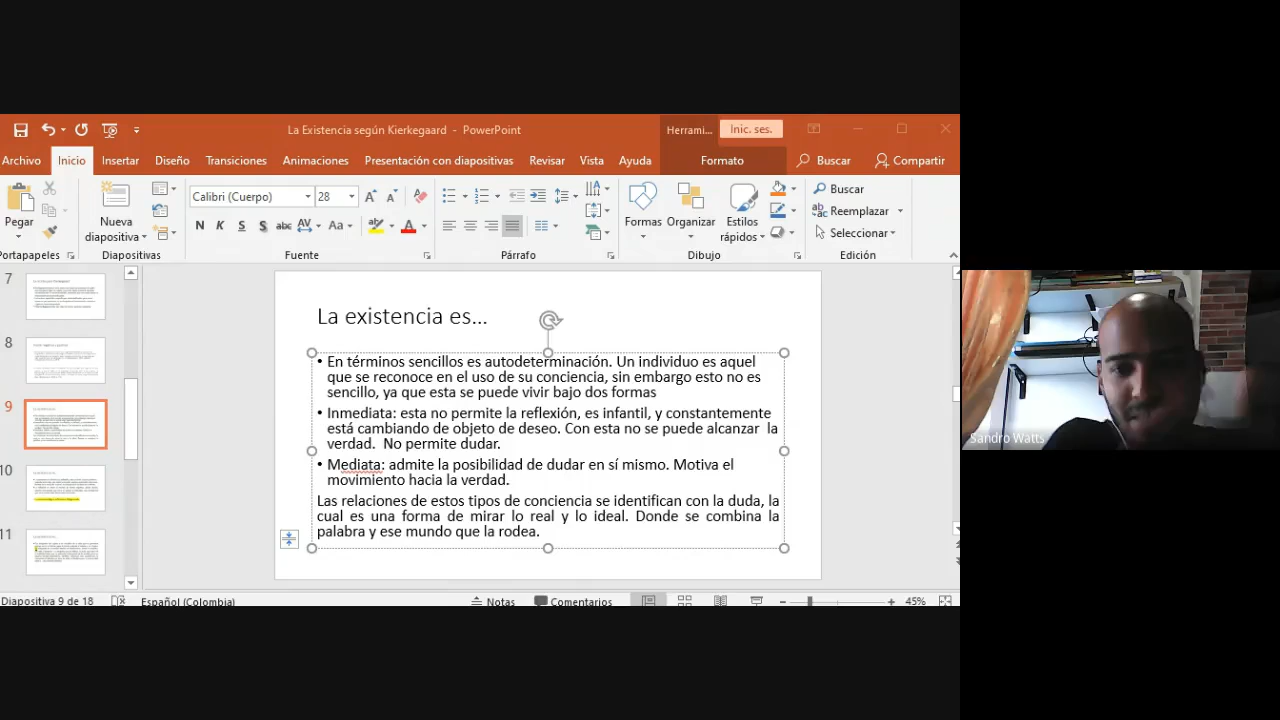 La Existencia según Kierkegaard - PowerPoint
Herrami...
Inic. ses.
Archivo
Inicio
Insertar
Diseño
Transiciones
Animaciones
Presentación con diapositivas
Revisar
Vista
Ayuda
Formato
Buscar
Compartir
Pegar
Nueva
diapositiva
Calibri (Cuerpo)
28
N K S S abc AV Aa A
Formas
Organizar
Estilos
rápidos
Buscar
Reemplazar
Seleccionar
Portapapeles
Diapositivas
Fuente
Párrafo
Dibujo
Edición
7
8
9
10
11
La existencia es...
• En términos sencillos es autodeterminación. Un individuo es aquel
que se reconoce en el uso de su conciencia, sin embargo esto no es
sencillo, ya que esta se puede vivir bajo dos formas
• Inmediata: esta no permite la reflexión, es infantil, y constantemente
está cambiando de objeto de deseo. Con esta no se puede alcanzar la
verdad. No permite dudar.
• Mediata: admite la posibilidad de dudar en sí mismo. Motiva el
movimiento hacia la verdad.
Las relaciones de estos tipos de conciencia se identifican con la duda, la
cual es una forma de mirar lo real y lo ideal. Donde se combina la
palabra y ese mundo que la rodea.
Diapositiva 9 de 18
Español (Colombia)
Notas
Comentarios
45%
Sandro Watts